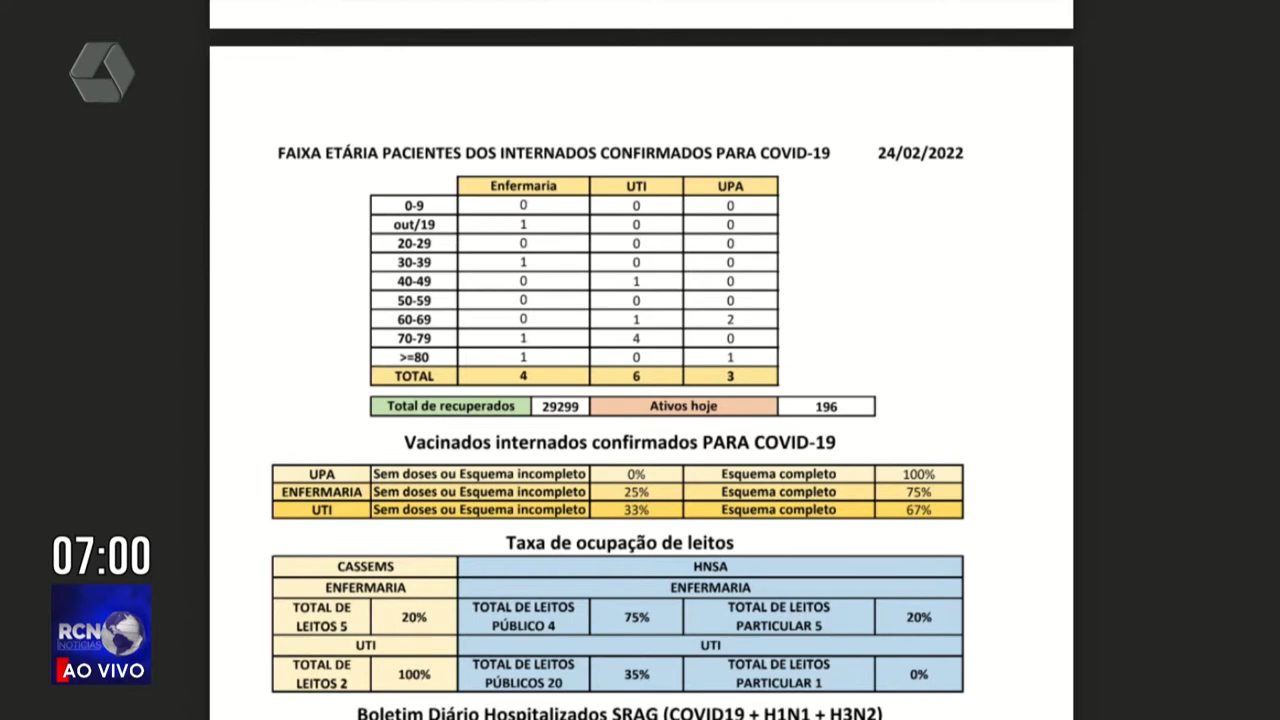 FAIXA ETÁRIA PACIENTES DOS INTERNADOS CONFIRMADOS PARA COVID-19 24/02/2022
Enfermaria UTI UPA
0-9 0 0 0
out/19 1 0 0
20-29 0 0 0
30-39 1 0 0
40-49 0 1 0
50-59 0 0 0
60-69 0 1 2
70-79 1 4 0
>=80 1 0 1
TOTAL 4 6 3
Total de recuperados 29299 Ativos hoje 196
Vacinados internados confirmados PARA COVID-19
UPA Sem doses ou Esquema incompleto 0% Esquema completo 100%
ENFERMARIA Sem doses ou Esquema incompleto 25% Esquema completo 75%
UTI Sem doses ou Esquema incompleto 33% Esquema completo 67%
Taxa de ocupação de leitos
CASSEMS HNSA
ENFERMARIA ENFERMARIA
TOTAL DE LEITOS 5 20% TOTAL DE LEITOS PÚBLICO 4 75% TOTAL DE LEITOS PARTICULAR 5 20%
UTI UTI
TOTAL DE LEITOS 2 100% TOTAL DE LEITOS PÚBLICOS 20 35% TOTAL DE LEITOS PARTICULAR 1 0%
Boletim Diário Hospitalizados SRAG (COVID19 + H1N1 + H3N2)
07:00
RCN
NOTÍCIAS
AO VIVO